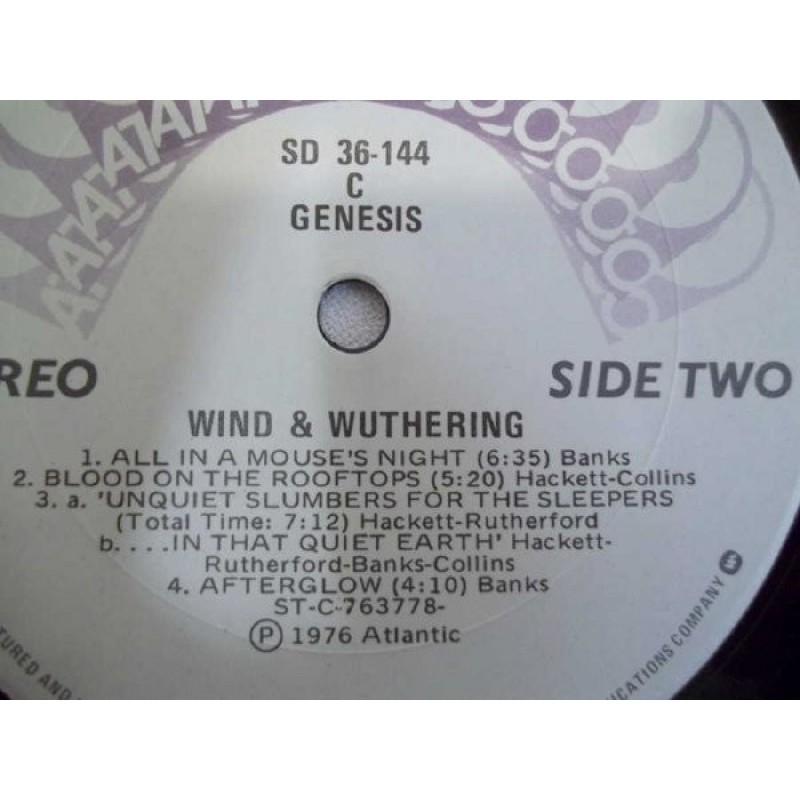 SD 36-144
C
GENESIS
REO
SIDE TWO
WIND & WUTHERING
1. ALL IN A MOUSE'S NIGHT (6:35) Banks
2. BLOOD ON THE ROOFTOPS (5:20) Hackett-Collins
3. a. 'UNQUIET SLUMBERS FOR THE SLEEPERS
(Total Time: 7:12) Hackett-Rutherford
b. . . .IN THAT QUIET EARTH' Hackett-
Rutherford-Banks-Collins
4. AFTERGLOW (4:10) Banks
ST-C-763778-
Ⓟ 1976 Atlantic
TURED AND
ICATIONS COMPANY